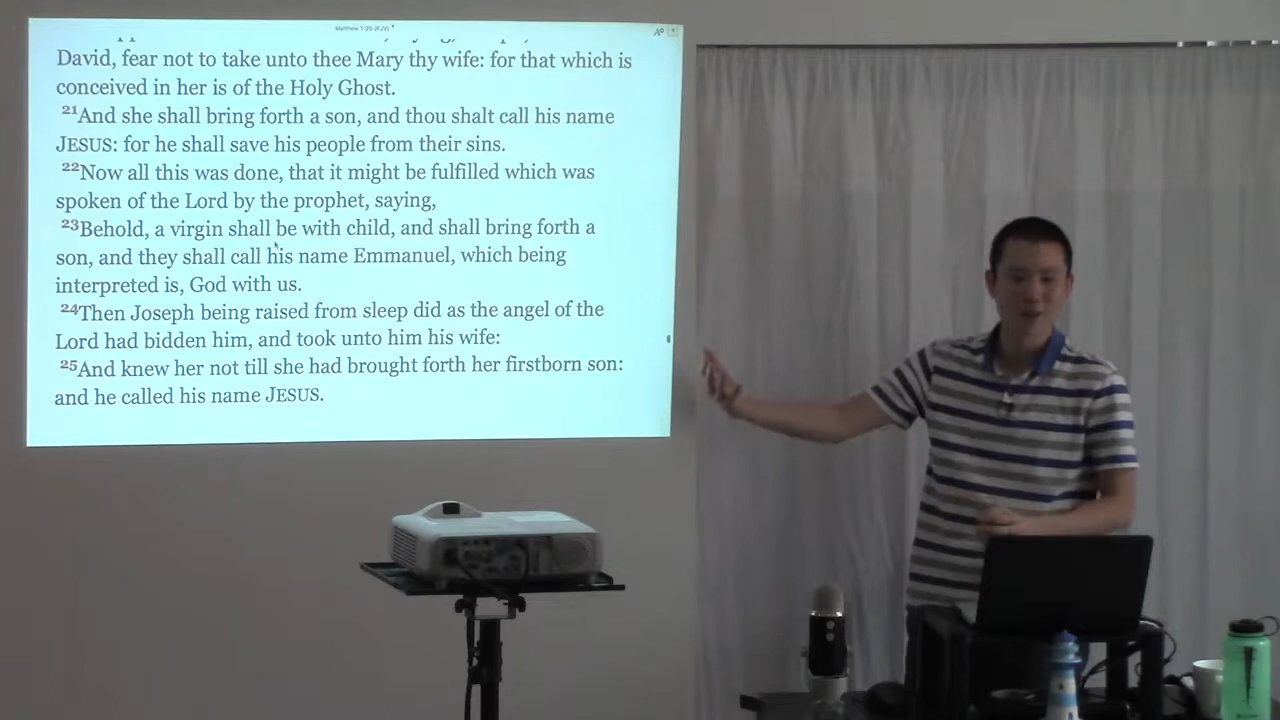 Matthew 1:25 (KJV)
David, fear not to take unto thee Mary thy wife: for that which is
conceived in her is of the Holy Ghost.
21And she shall bring forth a son, and thou shalt call his name
JESUS: for he shall save his people from their sins.
22Now all this was done, that it might be fulfilled which was
spoken of the Lord by the prophet, saying,
23Behold, a virgin shall be with child, and shall bring forth a
son, and they shall call his name Emmanuel, which being
interpreted is, God with us.
24Then Joseph being raised from sleep did as the angel of the
Lord had bidden him, and took unto him his wife:
25And knew her not till she had brought forth her firstborn son:
and he called his name JESUS.